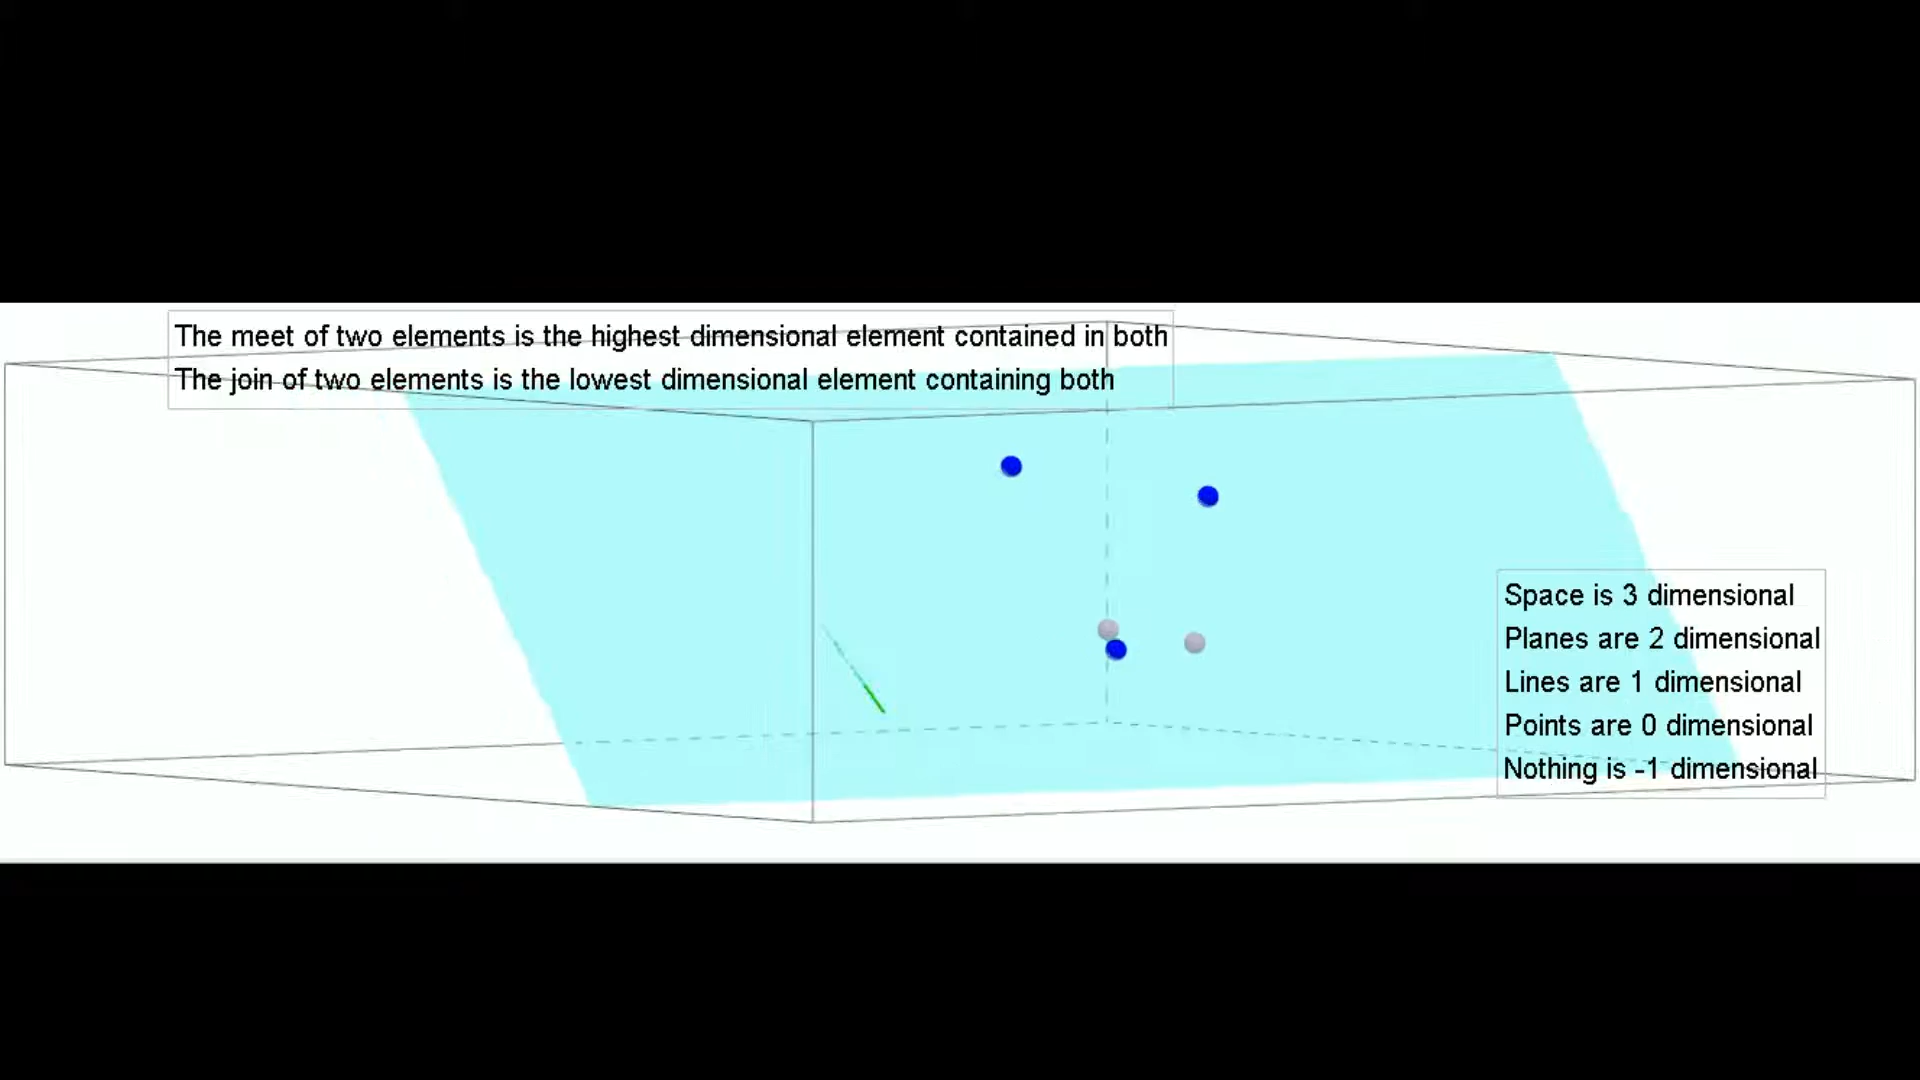 The meet of two elements is the highest dimensional element contained in both
The join of two elements is the lowest dimensional element containing both
Space is 3 dimensional
Planes are 2 dimensional
Lines are 1 dimensional
Points are 0 dimensional
Nothing is -1 dimensional